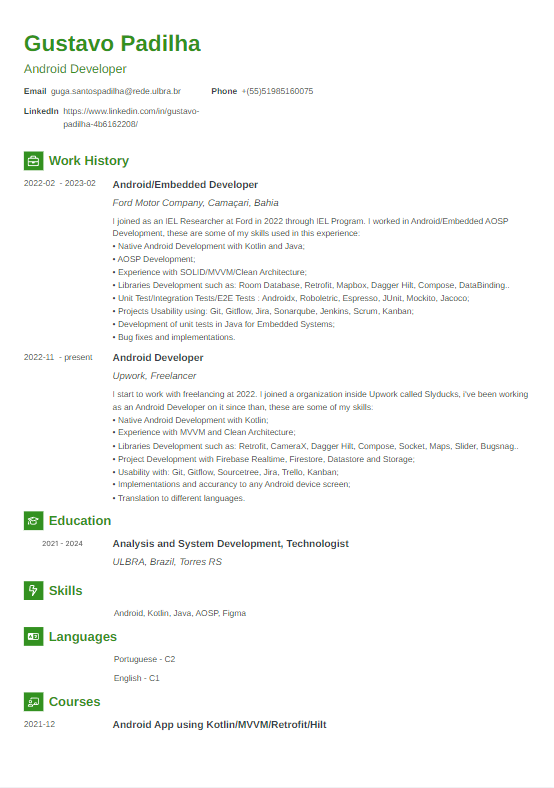 Gustavo Padilha
Android Developer
Email guga.santospadilha@rede.ulbra.br Phone +(55)51985160075
LinkedIn https://www.linkedin.com/in/gustavo-
padilha-4b6162208/
Work History
2022-02 - 2023-02 Android/Embedded Developer
Ford Motor Company, Camaçari, Bahia
I joined as an IEL Researcher at Ford in 2022 through IEL Program. I worked in Android/Embedded AOSP
Development, these are some of my skills used in this experience:
• Native Android Development with Kotlin and Java;
• AOSP Development;
• Experience with SOLID/MVVM/Clean Architecture;
• Libraries Development such as: Room Database, Retrofit, Mapbox, Dagger Hilt, Compose, DataBinding..
• Unit Test/Integration Tests/E2E Tests : Androidx, Roboletric, Espresso, JUnit, Mockito, Jacoco;
• Projects Usability using: Git, Gitflow, Jira, Sonarqube, Jenkins, Scrum, Kanban;
• Development of unit tests in Java for Embedded Systems;
• Bug fixes and implementations.
2022-11 - present Android Developer
Upwork, Freelancer
I start to work with freelancing at 2022. I joined a organization inside Upwork called Slyducks, i've been working
as an Android Developer on it since than, these are some of my skills:
• Native Android Development with Kotlin;
• Experience with MVVM and Clean Architecture;
• Libraries Development such as: Retrofit, CameraX, Dagger Hilt, Compose, Socket, Maps, Slider, Bugsnag..
• Project Development with Firebase Realtime, Firestore, Datastore and Storage;
• Usability with: Git, Gitflow, Sourcetree, Jira, Trello, Kanban;
• Implementations and accurancy to any Android device screen;
• Translation to different languages.
Education
2021 - 2024 Analysis and System Development, Technologist
ULBRA, Brazil, Torres RS
Skills
Android, Kotlin, Java, AOSP, Figma
Languages
Portuguese - C2
English - C1
Courses
2021-12 Android App using Kotlin/MVVM/Retrofit/Hilt